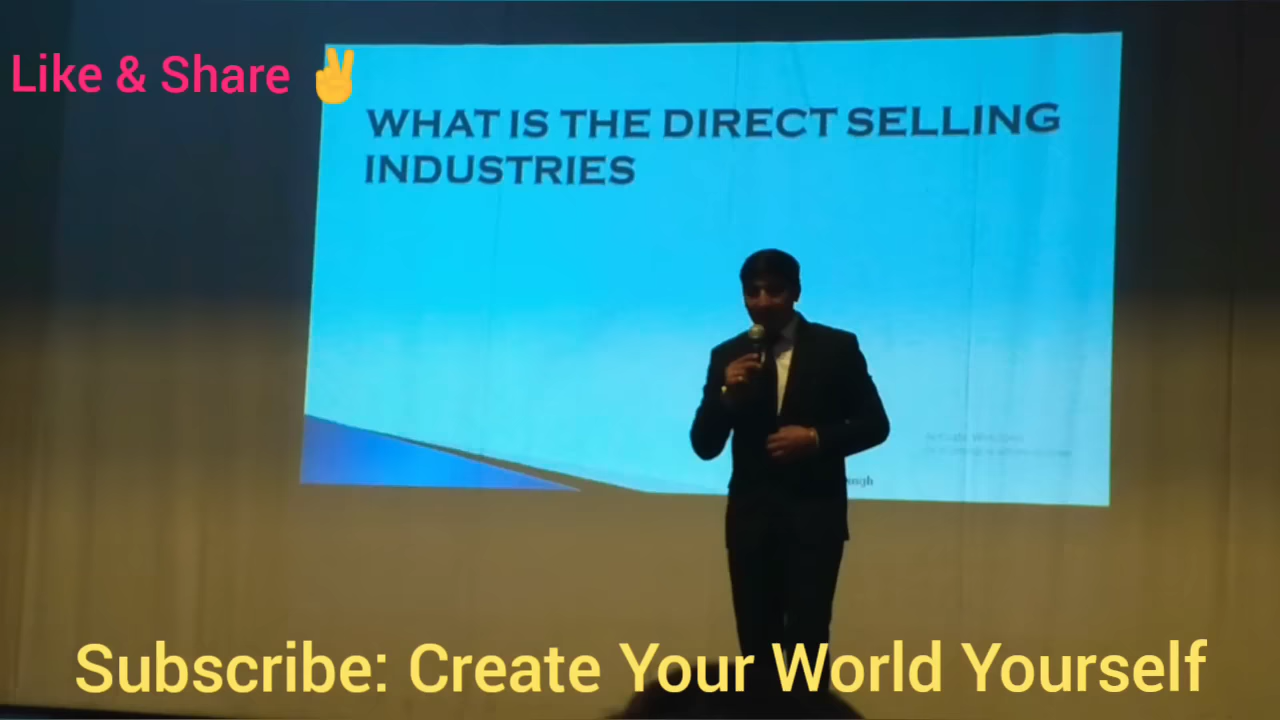 Like & Share ✌
WHAT IS THE DIRECT SELLING
INDUSTRIES
Subscribe: Create Your World Yourself